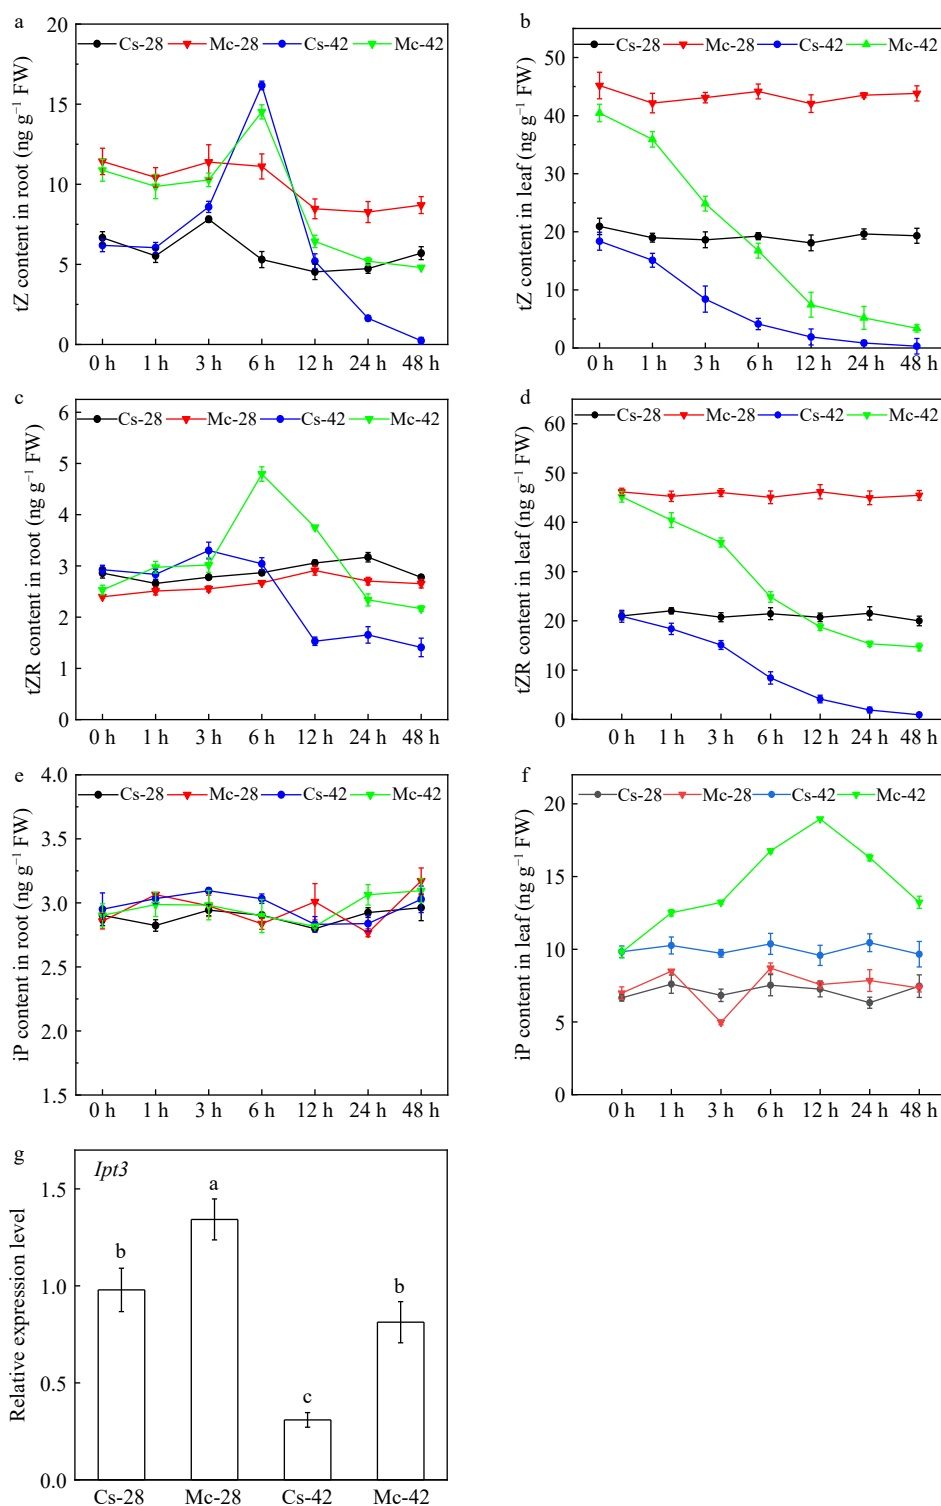 a
Cs-28 Mc-28 Cs-42 Mc-42
tZ content in root (ng g⁻¹ FW)
20
15
10
5
0
0 h 1 h 3 h 6 h 12 h 24 h 48 h
b
Cs-28 Mc-28 Cs-42 Mc-42
tZ content in leaf (ng g⁻¹ FW)
50
40
30
20
10
0
0 h 1 h 3 h 6 h 12 h 24 h 48 h
c
Cs-28 Mc-28 Cs-42 Mc-42
tZR content in root (ng g⁻¹ FW)
6
5
4
3
2
1
0
0 h 1 h 3 h 6 h 12 h 24 h 48 h
d
Cs-28 Mc-28 Cs-42 Mc-42
tZR content in leaf (ng g⁻¹ FW)
60
50
40
30
20
10
0
0 h 1 h 3 h 6 h 12 h 24 h 48 h
e
Cs-28 Mc-28 Cs-42 Mc-42
iP content in root (ng g⁻¹ FW)
4.0
3.5
3.0
2.5
2.0
1.5
0 h 1 h 3 h 6 h 12 h 24 h 48 h
f
Cs-28 Mc-28 Cs-42 Mc-42
iP content in leaf (ng g⁻¹ FW)
20
15
10
5
0
0 h 1 h 3 h 6 h 12 h 24 h 48 h
g
Ipt3
Relative expression level
1.5
1.0
0.5
0.0
b
a
c
b
Cs-28 Mc-28 Cs-42 Mc-42